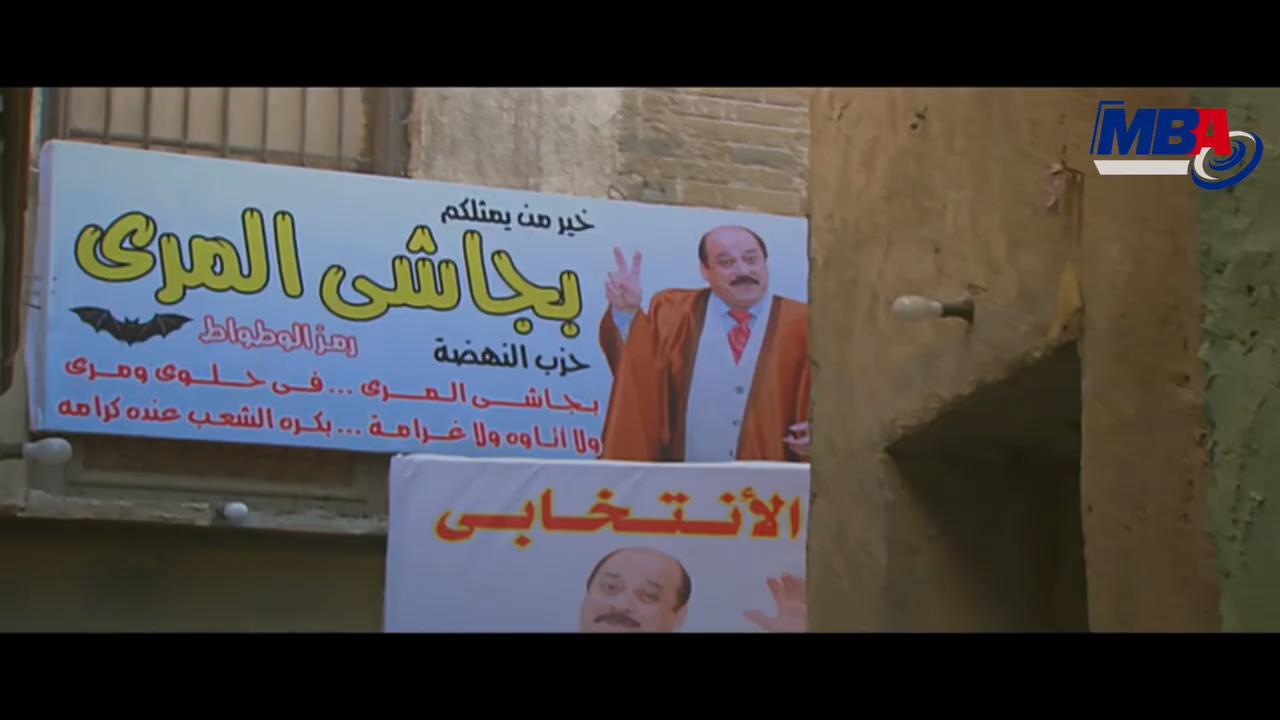 MBA
خير من يمثلكم
بجاشى المرى
حزب النهضة
رمز الوطواط
بجاشى المرى ... فى حلوى ومرى
ولا اتاوه ولا غرامة ... بكره الشعب عنده كرامه
الأنتخابى